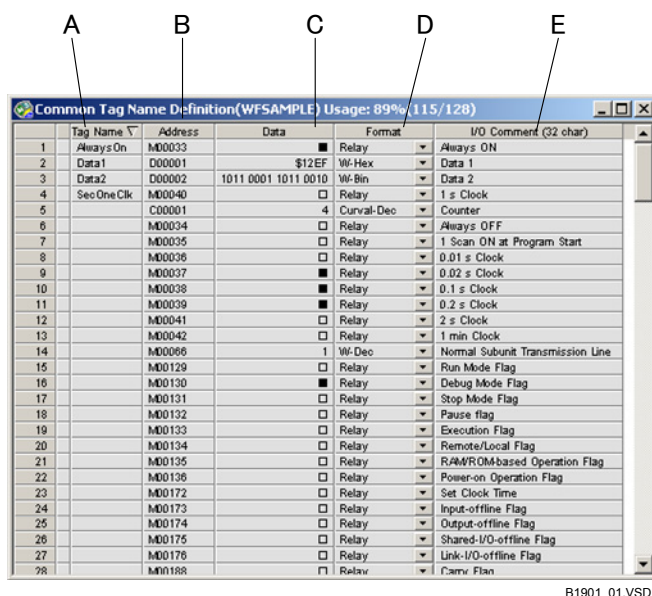 A B C D E
Common Tag Name Definition(WFSAMPLE) Usage: 89% (115/128)
Tag Name Address Data Format I/O Comment (32 char)
1 AlwaysOn M00033 ■ Relay Always ON
2 Data1 D00001 $12EF W-Hex Data 1
3 Data2 D00002 1011 0001 1011 0010 W-Bin Data 2
4 SecOneClk M00040 □ Relay 1 s Clock
5 C00001 4 Curval-Dec Counter
6 M00034 □ Relay Always OFF
7 M00035 □ Relay 1 Scan ON at Program Start
8 M00036 □ Relay 0.01 s Clock
9 M00037 ■ Relay 0.02 s Clock
10 M00038 ■ Relay 0.1 s Clock
11 M00039 ■ Relay 0.2 s Clock
12 M00041 □ Relay 2 s Clock
13 M00042 □ Relay 1 min Clock
14 M00066 1 W-Dec Normal Subunit Transmission Line
15 M00129 □ Relay Run Mode Flag
16 M00130 ■ Relay Debug Mode Flag
17 M00131 □ Relay Stop Mode Flag
18 M00132 □ Relay Pause flag
19 M00133 □ Relay Execution Flag
20 M00134 □ Relay Remote/Local Flag
21 M00135 □ Relay RAM/ROM-based Operation Flag
22 M00136 □ Relay Power-on Operation Flag
23 M00172 □ Relay Set Clock Time
24 M00173 □ Relay Input-offline Flag
25 M00174 □ Relay Output-offline Flag
26 M00175 □ Relay Shared-I/O-offline Flag
27 M00176 □ Relay Link-I/O-offline Flag
28 M00188 □ Relay Carry Flag
B1901_01.VSD